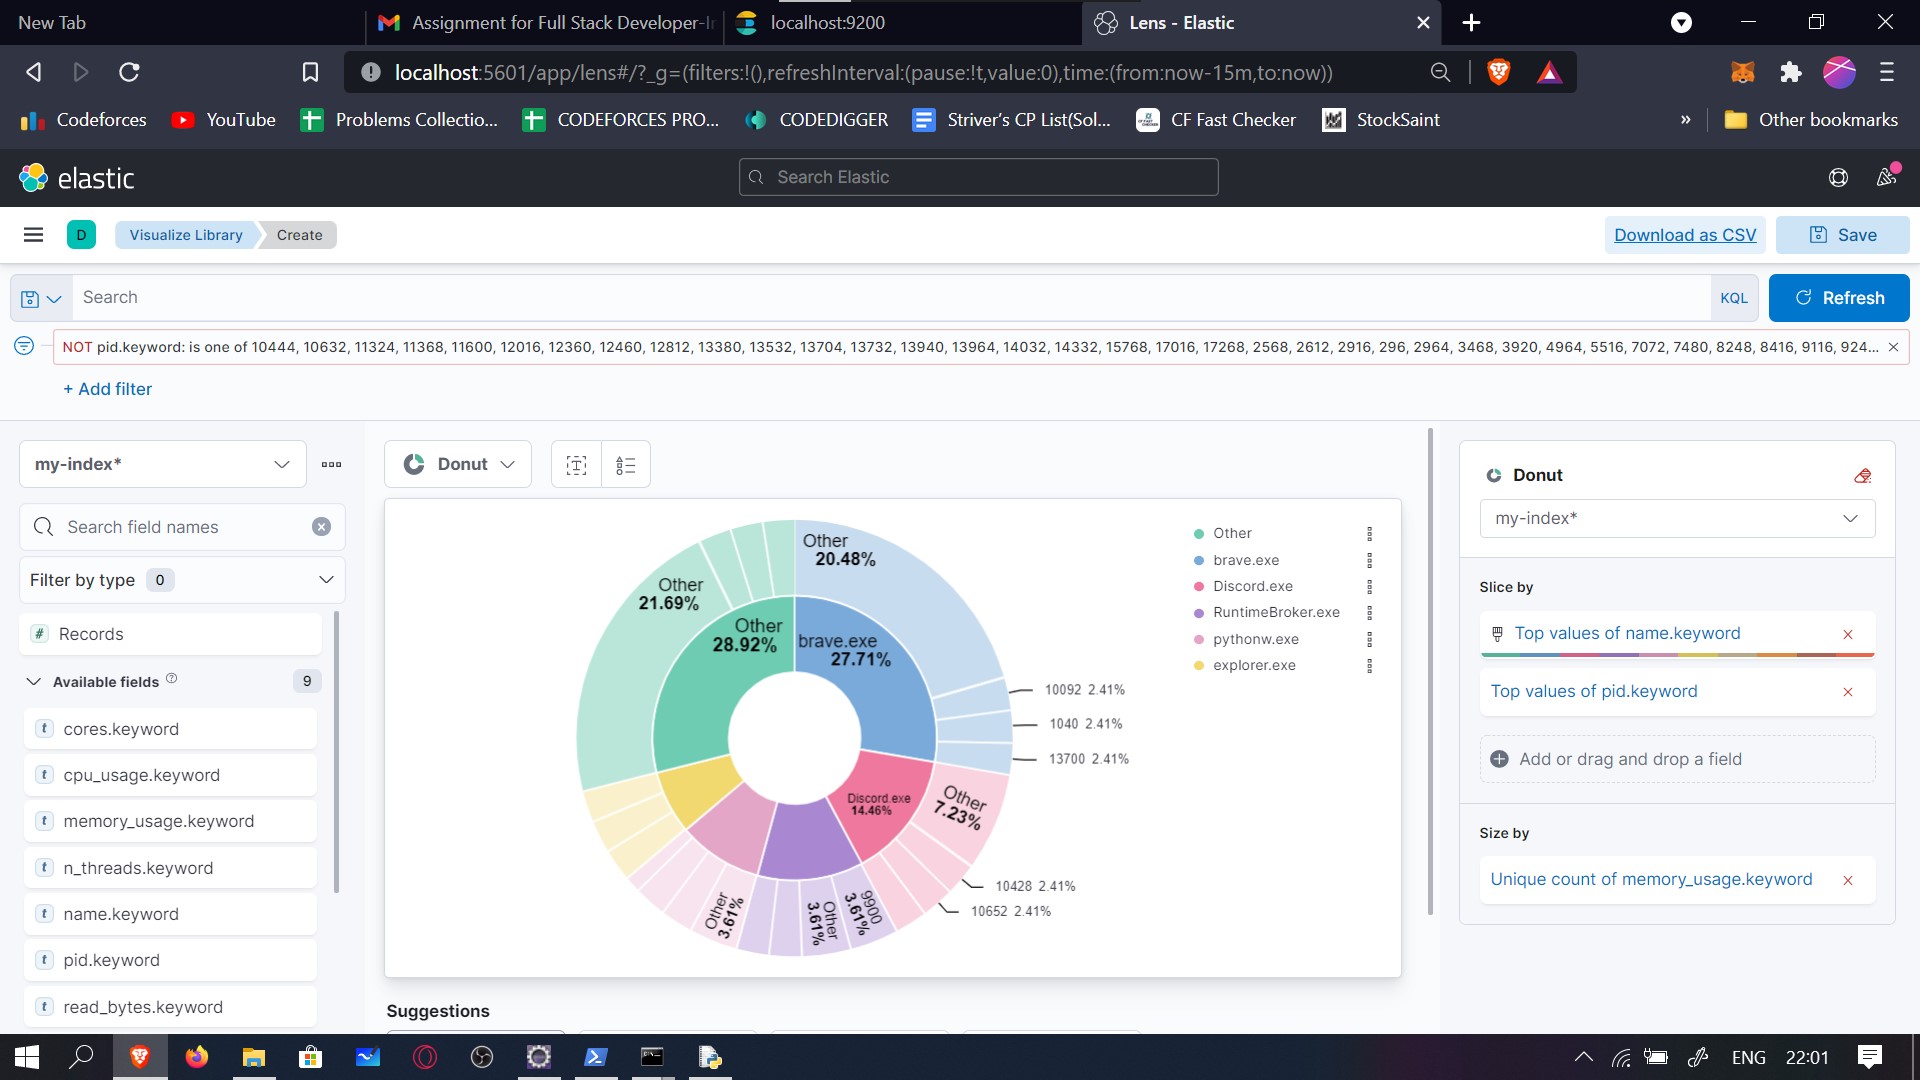 New Tab
Assignment for Full Stack Developer-I
localhost:9200
Lens - Elastic
localhost:5601/app/lens#/?_g=(filters:!(),refreshInterval:(pause:!t,value:0),time:(from:now-15m,to:now))
Codeforces
YouTube
Problems Collectio...
CODEFORCES PRO...
CODEDIGGER
Striver's CP List(Sol...
CF Fast Checker
StockSaint
»
Other bookmarks
elastic
Search Elastic
D
Visualize Library
Create
Download as CSV
Save
Search
KQL
Refresh
NOT pid.keyword: is one of 10444, 10632, 11324, 11368, 11600, 12016, 12360, 12460, 12812, 13380, 13532, 13704, 13732, 13940, 13964, 14032, 14332, 15768, 17016, 17268, 2568, 2612, 2916, 296, 2964, 3468, 3920, 4964, 5516, 7072, 7480, 8248, 8416, 9116, 924...
+ Add filter
my-index*
Search field names
Filter by type 0
# Records
Available fields
9
t cores.keyword
t cpu_usage.keyword
t memory_usage.keyword
t n_threads.keyword
t name.keyword
t pid.keyword
t read_bytes.keyword
Donut
Other
20.48%
Other
21.69%
Other
28.92%
brave.exe
27.71%
10092 2.41%
1040 2.41%
13700 2.41%
Discord.exe
14.46%
Other
7.23%
10428 2.41%
10652 2.41%
9900
3.61%
Other
3.61%
Other
3.61%
Other
brave.exe
Discord.exe
RuntimeBroker.exe
pythonw.exe
explorer.exe
Suggestions
Donut
my-index*
Slice by
Top values of name.keyword
Top values of pid.keyword
Add or drag and drop a field
Size by
Unique count of memory_usage.keyword
ENG
22:01